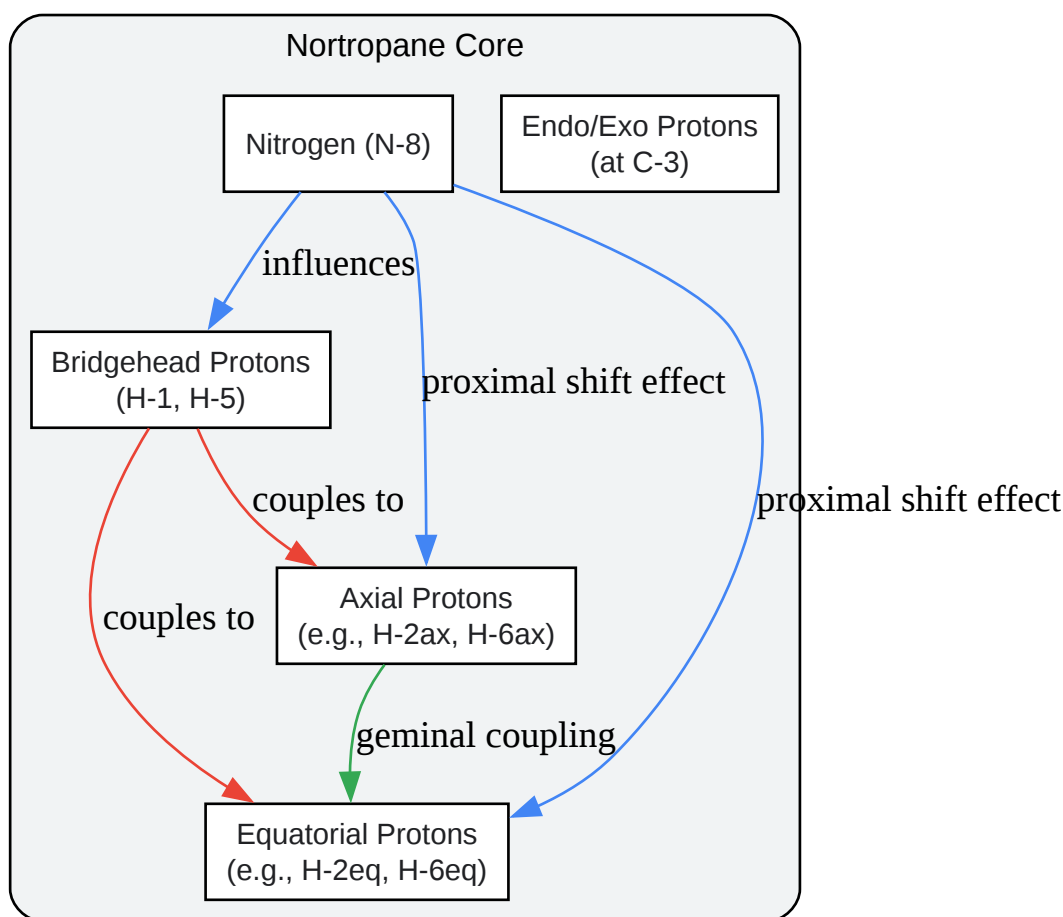 Nortropane Core
Nitrogen (N-8)
Endo/Exo Protons
(at C-3)
influences
Bridgehead Protons
(H-1, H-5)
proximal shift effect
couples to
proximal shift effect
Axial Protons
(e.g., H-2ax, H-6ax)
couples to
geminal coupling
Equatorial Protons
(e.g., H-2eq, H-6eq)